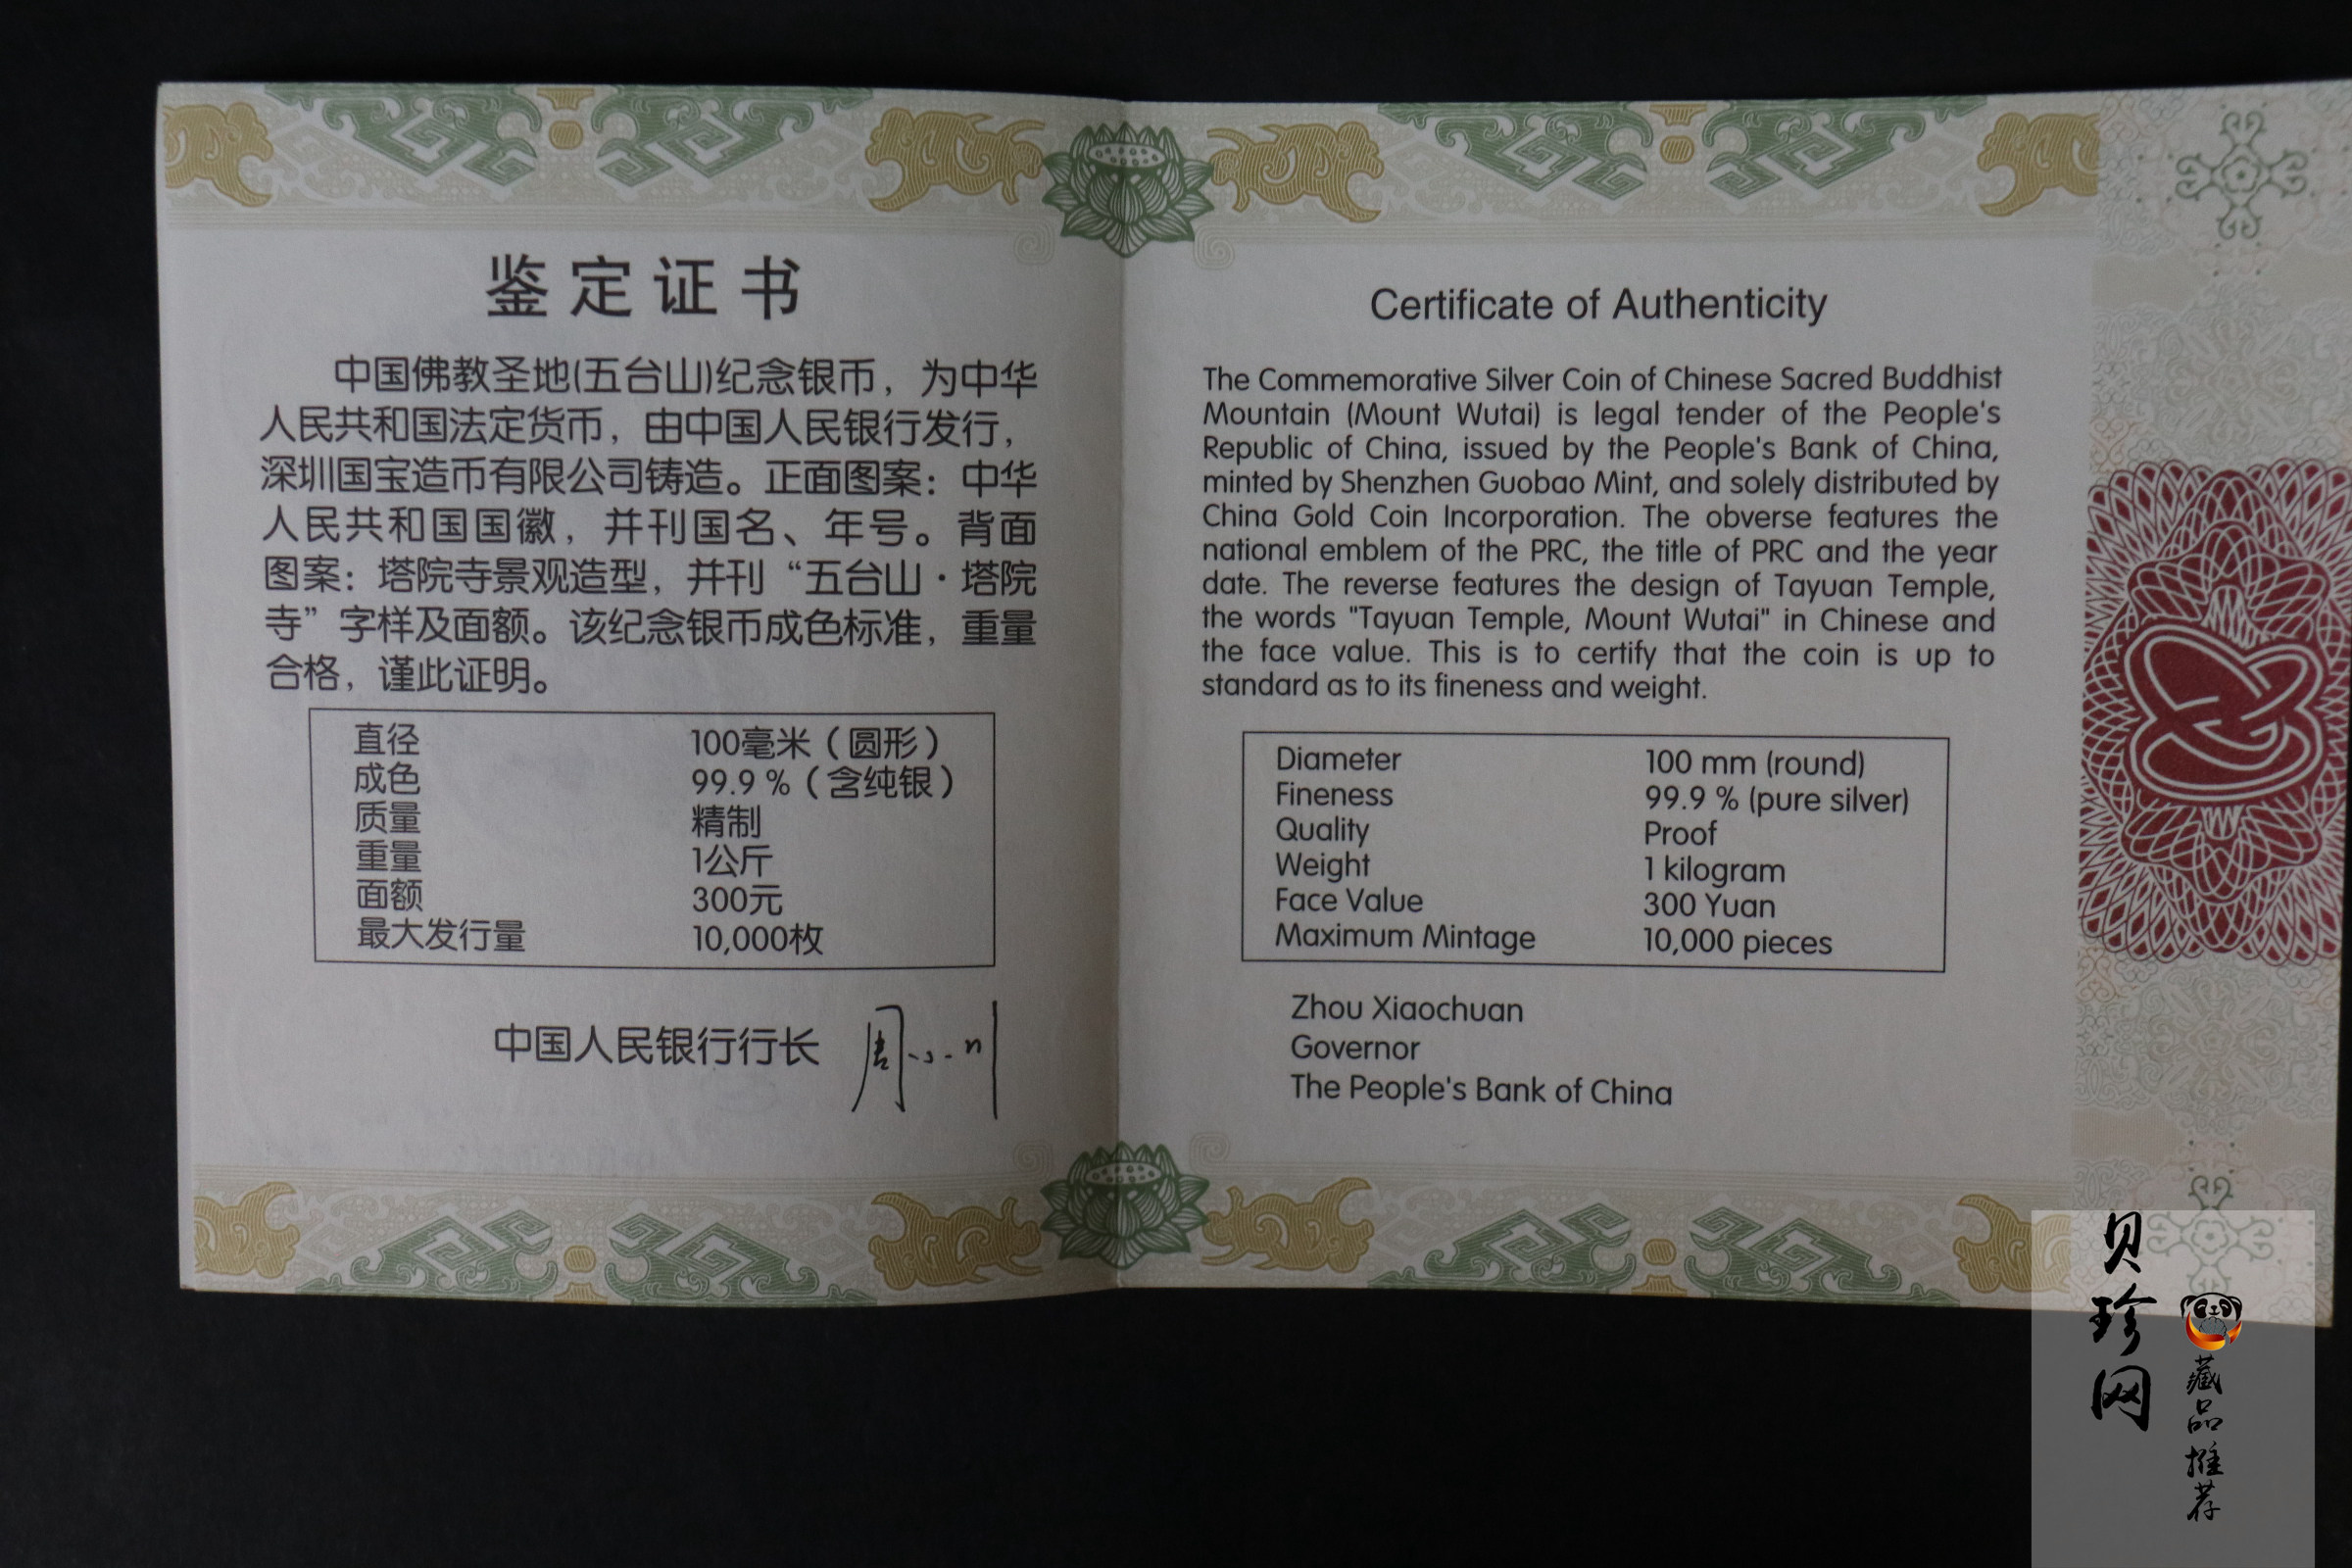 鉴定证书
中国佛教圣地(五台山)纪念银币，为中华
人民共和国法定货币，由中国人民银行发行，
深圳国宝造币有限公司铸造。正面图案：中华
人民共和国国徽，并刊国名、年号。背面
图案：塔院寺景观造型，并刊“五台山·塔院
寺”字样及面额。该纪念银币成色标准，重量
合格，谨此证明。
直径 100毫米（圆形）
成色 99.9％（含纯银）
质量 精制
重量 1公斤
面额 300元
最大发行量 10,000枚
中国人民银行行长 周小川
Certificate of Authenticity
The Commemorative Silver Coin of Chinese Sacred Buddhist
Mountain (Mount Wutai) is legal tender of the People's
Republic of China, issued by the People's Bank of China,
minted by Shenzhen Guobao Mint, and solely distributed by
China Gold Coin Incorporation. The obverse features the
national emblem of the PRC, the title of PRC and the year
date. The reverse features the design of Tayuan Temple,
the words "Tayuan Temple, Mount Wutai" in Chinese and
the face value. This is to certify that the coin is up to
standard as to its fineness and weight.
Diameter 100 mm (round)
Fineness 99.9 % (pure silver)
Quality Proof
Weight 1 kilogram
Face Value 300 Yuan
Maximum Mintage 10,000 pieces
Zhou Xiaochuan
Governor
The People's Bank of China
贝珍网
藏品推荐